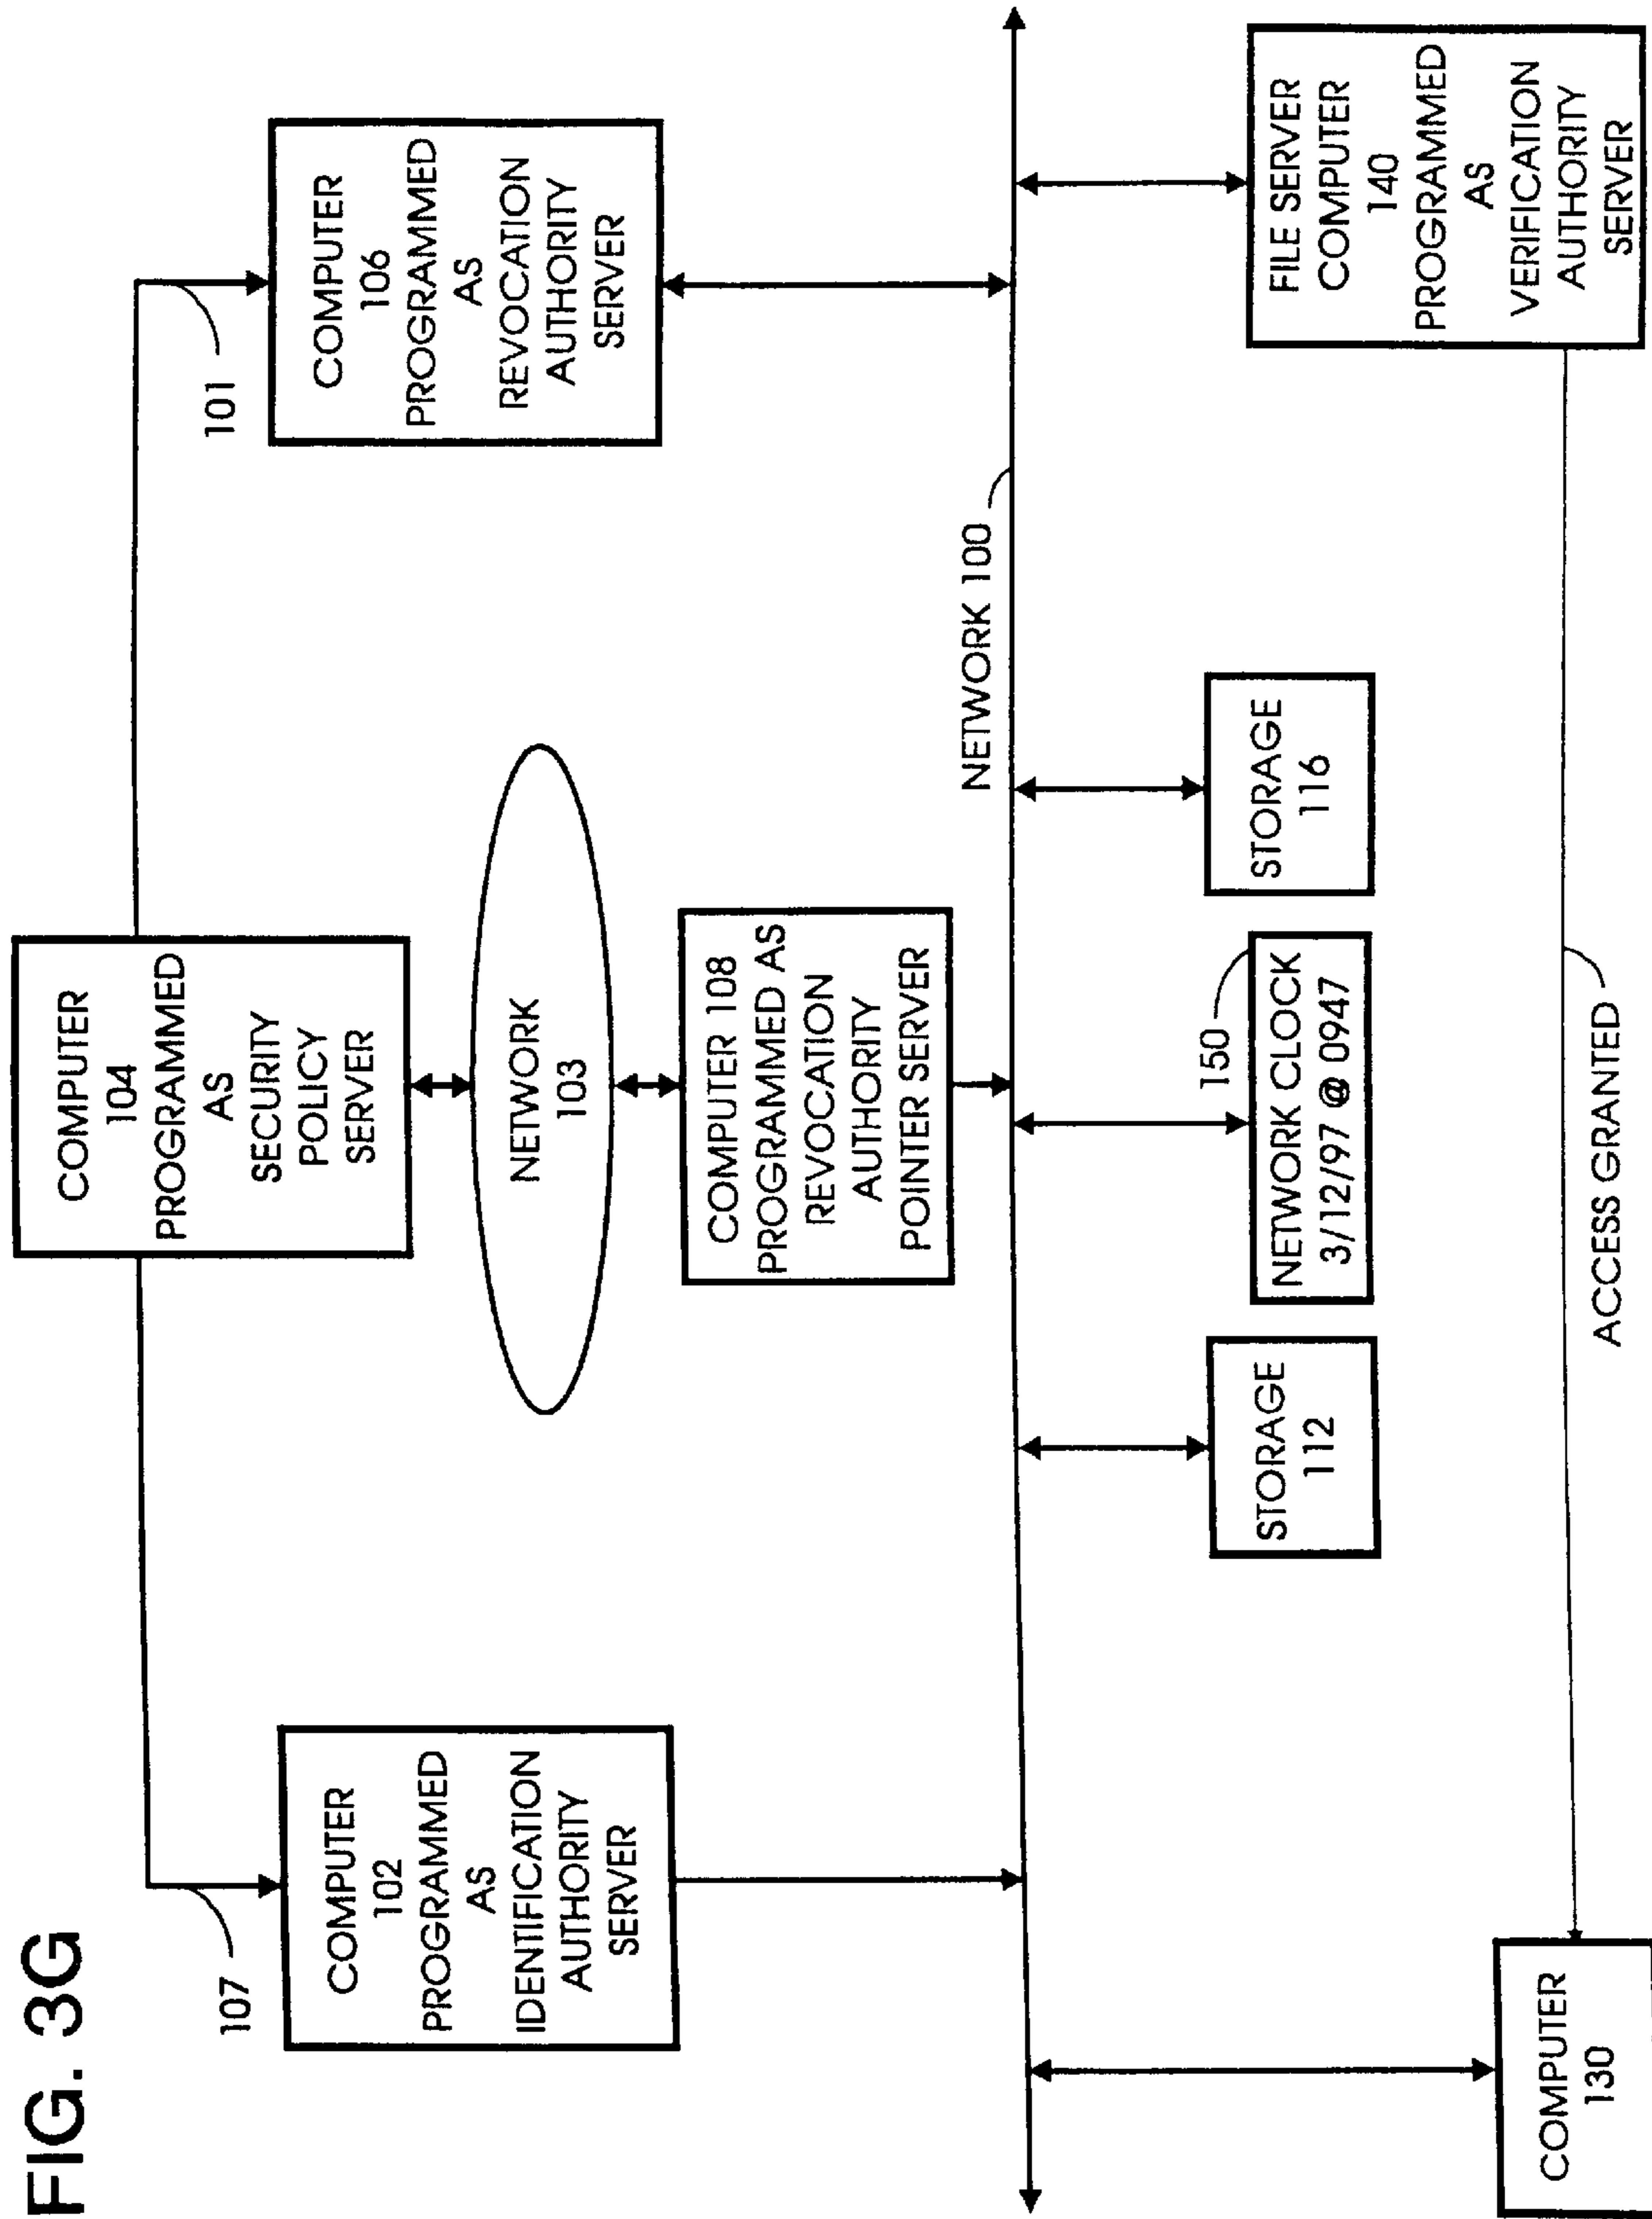 FIG. 3G
COMPUTER
104
PROGRAMMED
AS
SECURITY
POLICY
SERVER
107
101
COMPUTER
102
PROGRAMMED
AS
IDENTIFICATION
AUTHORITY
SERVER
NETWORK
103
COMPUTER
106
PROGRAMMED
AS
REVOCATION
AUTHORITY
SERVER
COMPUTER 108
PROGRAMMED AS
REVOCATION
AUTHORITY
POINTER SERVER
NETWORK 100
STORAGE
112
150
NETWORK CLOCK
3/12/97 @ 0947
STORAGE
116
FILE SERVER
COMPUTER
140
PROGRAMMED
AS
VERIFICATION
AUTHORITY
SERVER
COMPUTER
130
ACCESS GRANTED